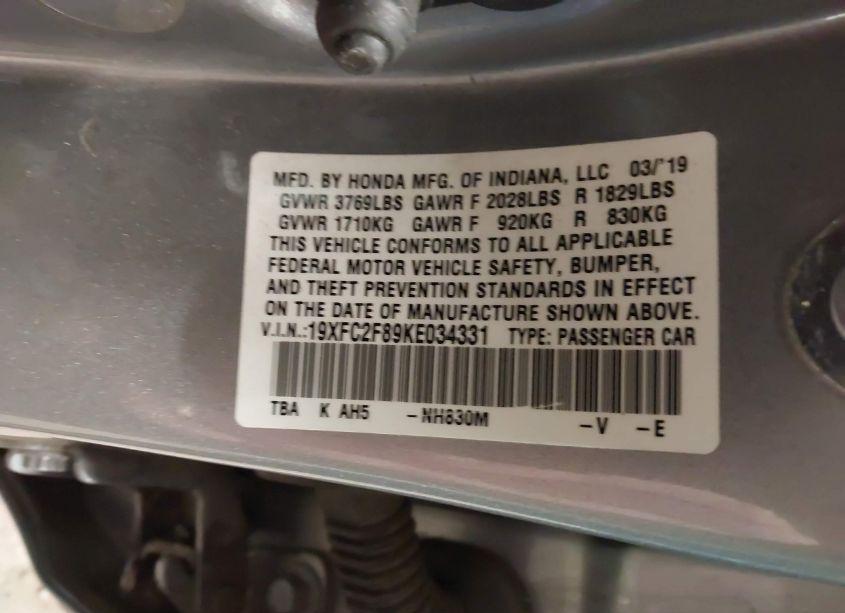 MFD. BY HONDA MFG. OF INDIANA, LLC 03/'19
GVWR 3769LBS GAWR F 2028LBS R 1829LBS
GVWR 1710KG GAWR F 920KG R 830KG
THIS VEHICLE CONFORMS TO ALL APPLICABLE
FEDERAL MOTOR VEHICLE SAFETY, BUMPER,
AND THEFT PREVENTION STANDARDS IN EFFECT
ON THE DATE OF MANUFACTURE SHOWN ABOVE.
V.I.N.:19XFC2F89KE034331 TYPE: PASSENGER CAR
TBA K AH5 -NH830M -V -E